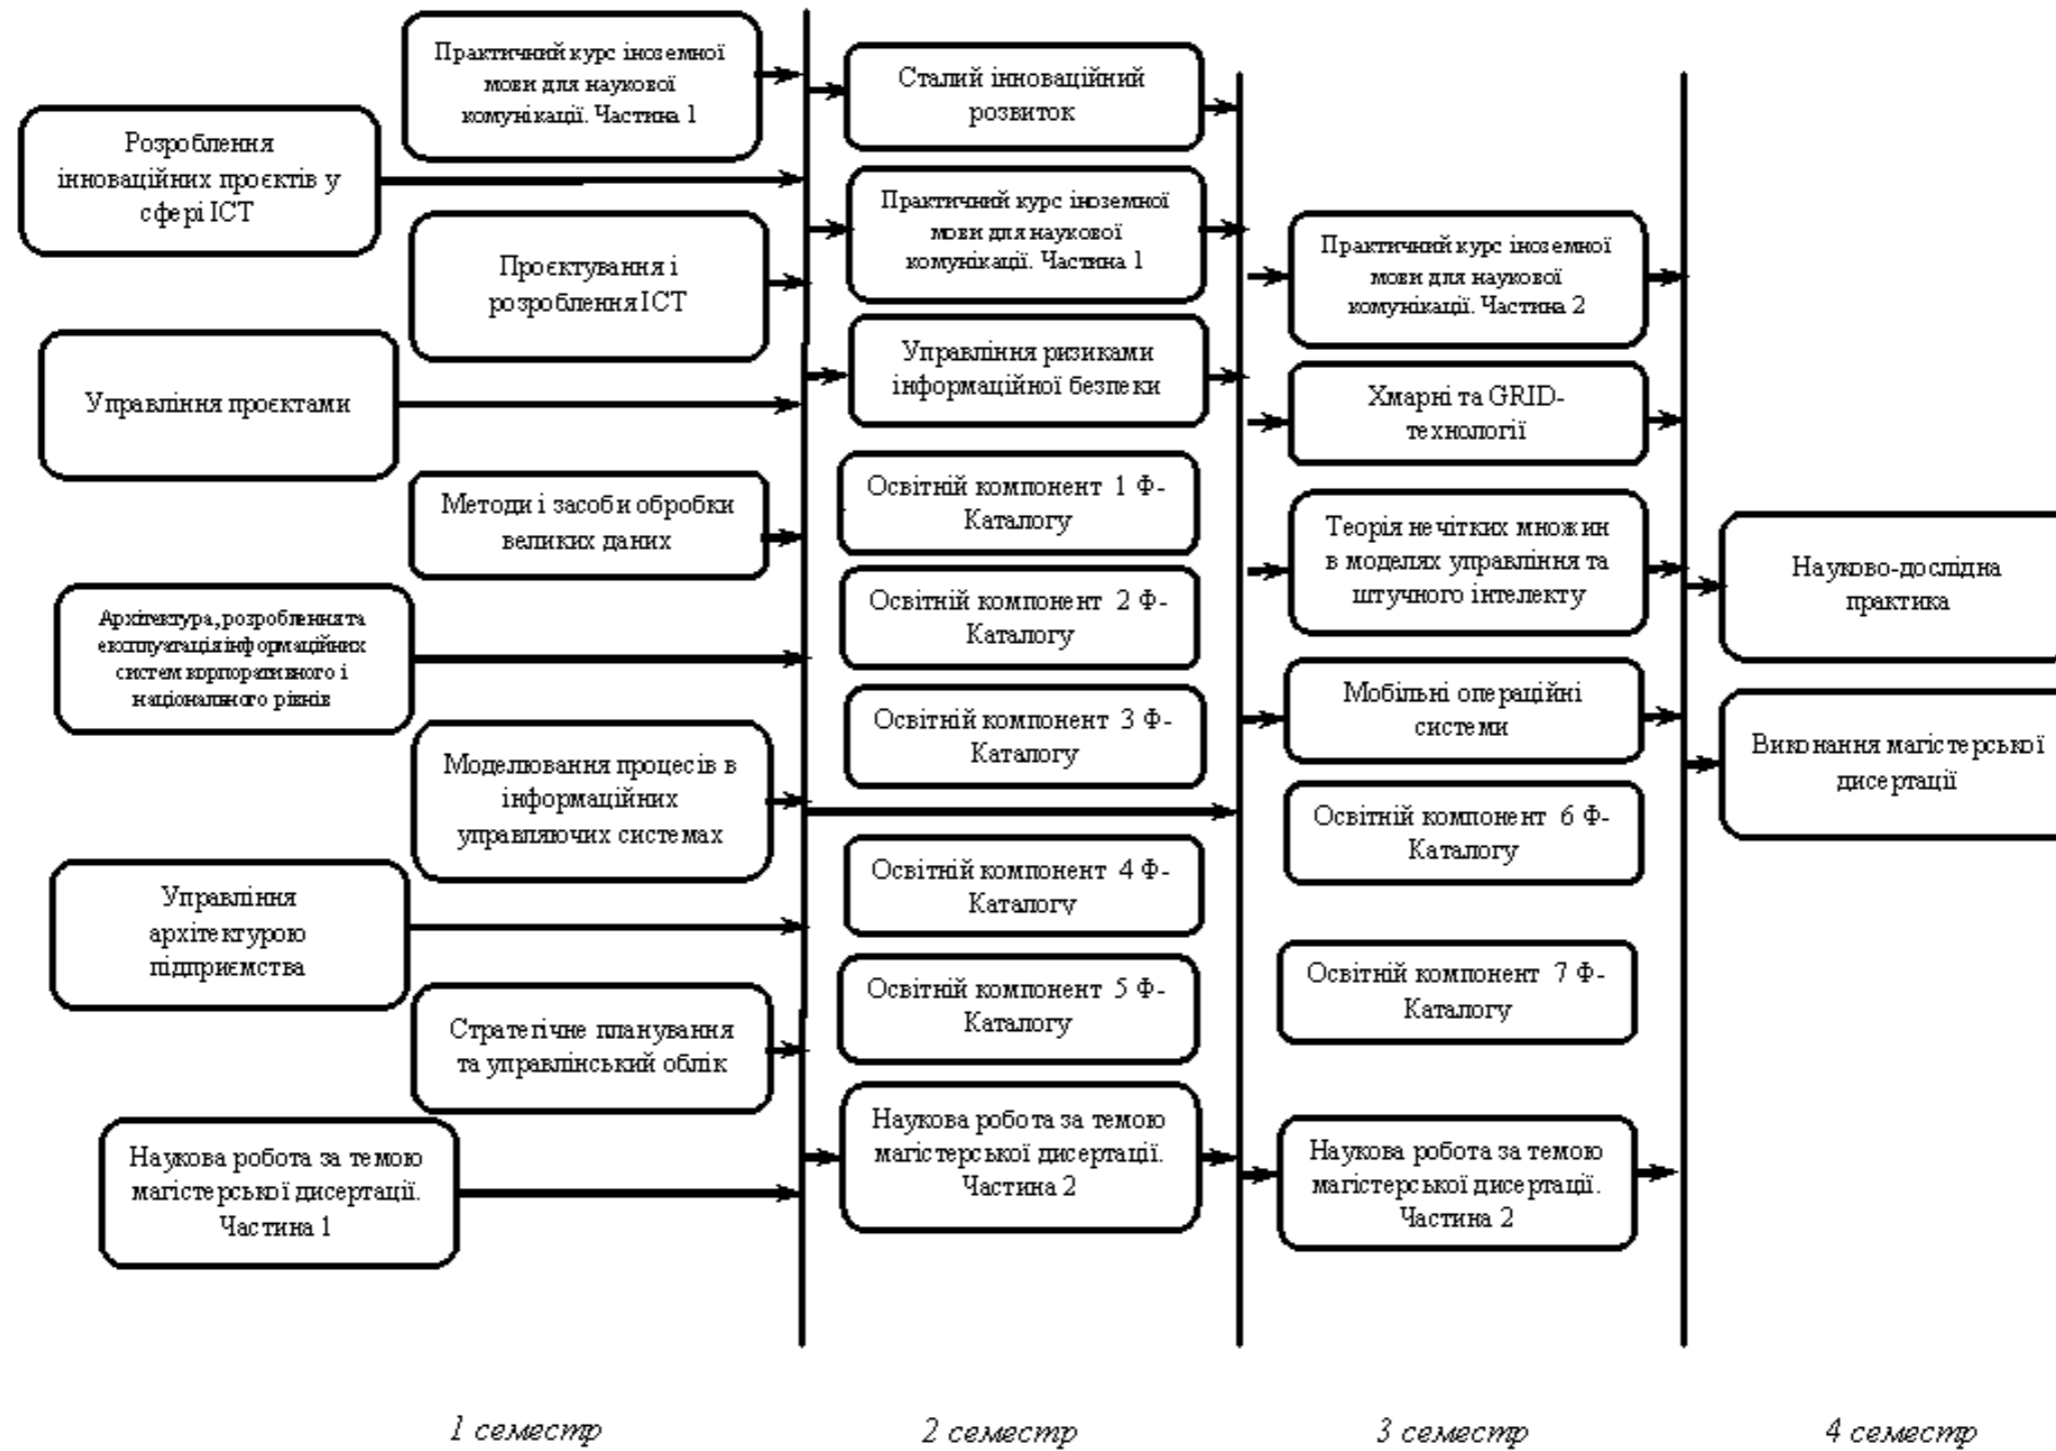 Практичний курс іноземної
мови для наукової
комунікації. Частина 1
Розроблення
інноваційних проєктів у
сфері ІСТ
Проєктування і
розроблення ІСТ
Управління проєктами
Методи і засоби обробки
великих даних
Архітектура, розроблення та
експлуатація інформаційних
систем корпоративного і
національного рівнів
Моделювання процесів в
інформаційних
управляючих системах
Управління
архітектурою
підприємства
Стратегічне планування
та управлінський облік
Наукова робота за темою
магістерської дисертації.
Частина 1
Сталий інноваційний
розвиток
Практичний курс іноземної
мови для наукової
комунікації. Частина 1
Управління ризиками
інформаційної безпеки
Освітній компонент 1 Ф-
Каталогу
Освітній компонент 2 Ф-
Каталогу
Освітній компонент 3 Ф-
Каталогу
Освітній компонент 4 Ф-
Каталогу
Освітній компонент 5 Ф-
Каталогу
Наукова робота за темою
магістерської дисертації.
Частина 2
Практичний курс іноземної
мови для наукової
комунікації. Частина 2
Хмарні та GRID-
технології
Теорія нечітких множин
в моделях управління та
штучного інтелекту
Мобільні операційні
системи
Освітній компонент 6 Ф-
Каталогу
Освітній компонент 7 Ф-
Каталогу
Наукова робота за темою
магістерської дисертації.
Частина 2
Науково-дослідна
практика
Виконання магістерської
дисертації
1 семестр
2 семестр
3 семестр
4 семестр